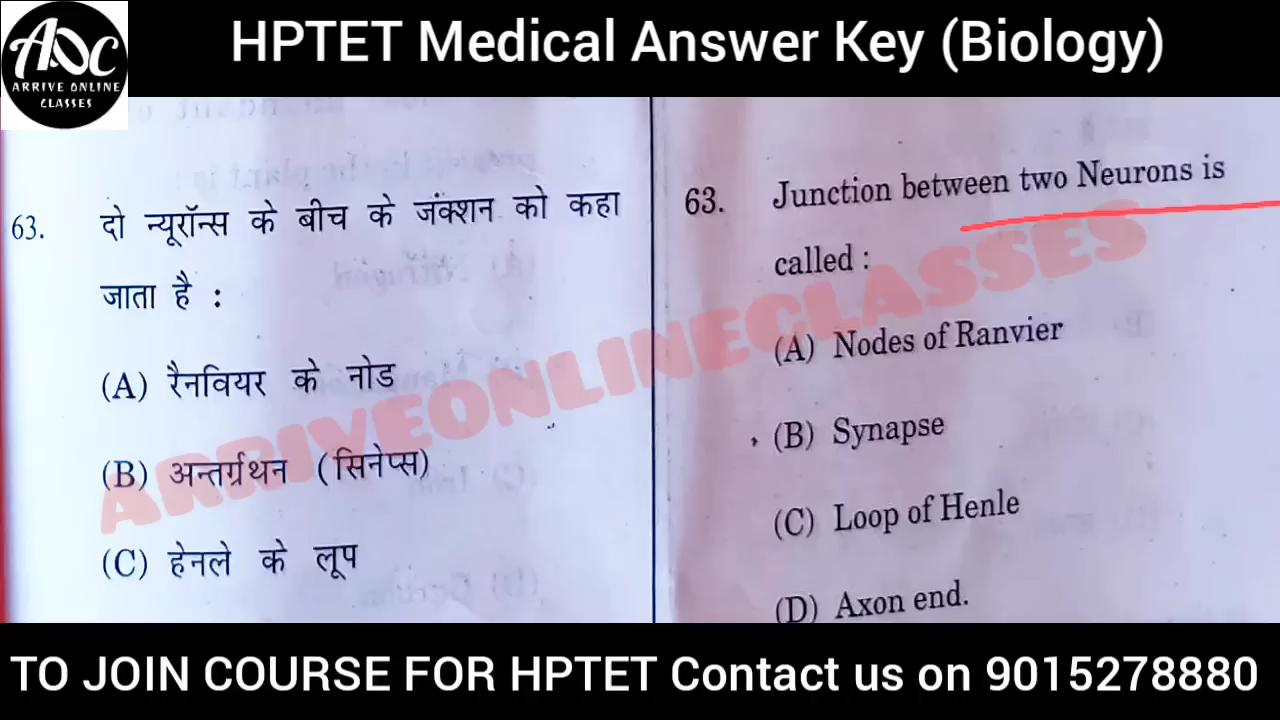 ADC
ARRIVE ONLINE
CLASSES
HPTET Medical Answer Key (Biology)
63. दो न्यूरॉन्स के बीच के जंक्शन को कहा
जाता है :
(A) रैनवियर के नोड
(B) अन्तर्ग्रथन (सिनेप्स)
(C) हेनले के लूप
63. Junction between two Neurons is
called :
(A) Nodes of Ranvier
(B) Synapse
(C) Loop of Henle
(D) Axon end.
ARRIVEONLINECLASSES
TO JOIN COURSE FOR HPTET Contact us on 9015278880